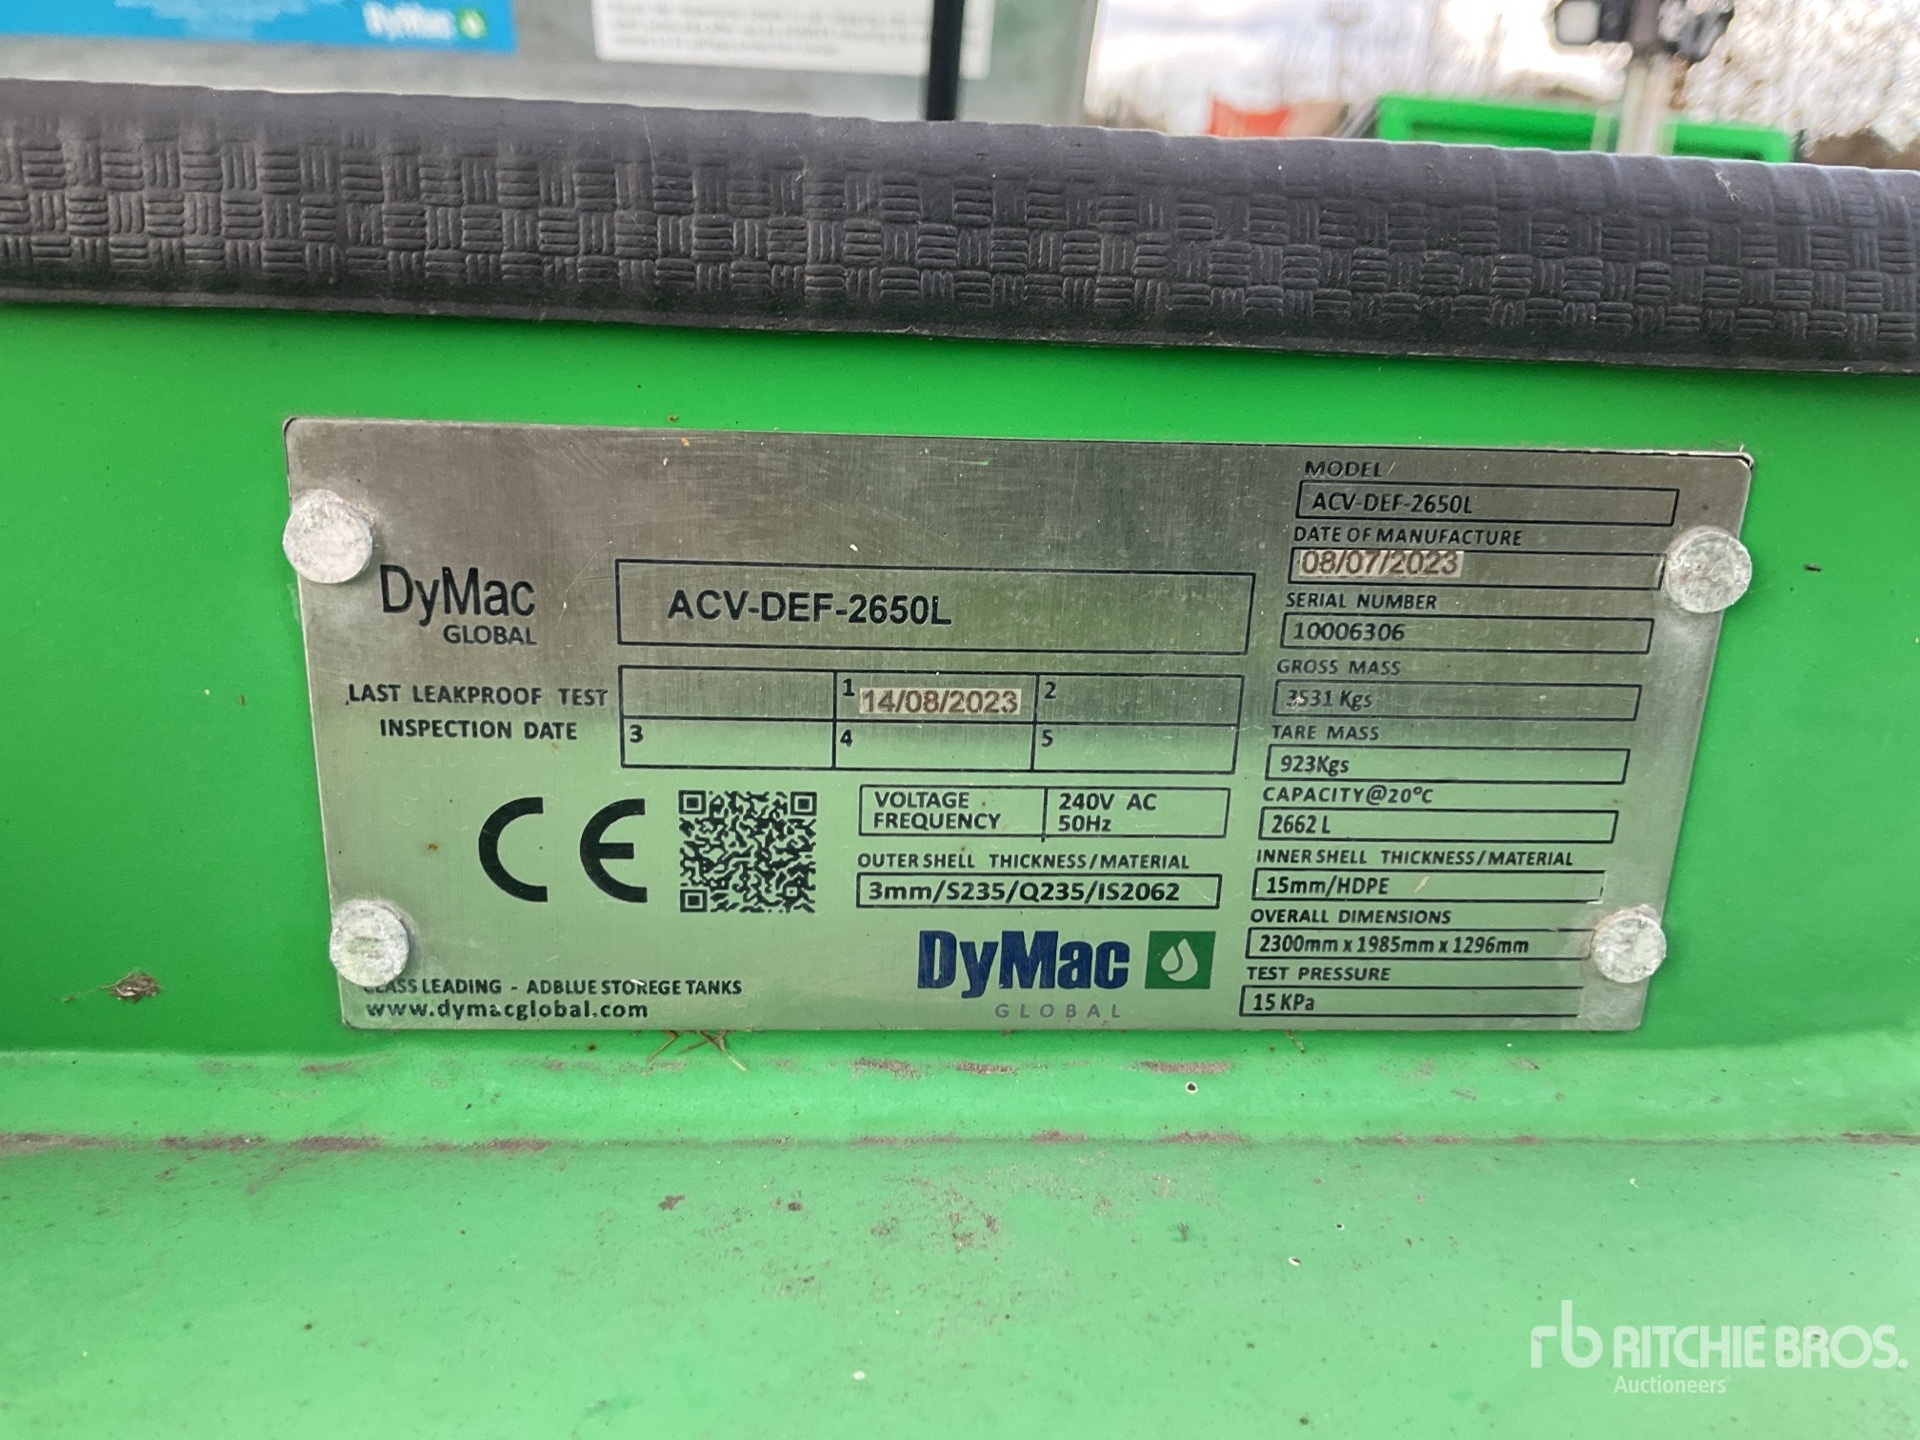 DyMac
DyMac
GLOBAL
ACV-DEF-2650L
LAST LEAKPROOF TEST
INSPECTION DATE
1 14/08/2023 2
3 4 5
CE
VOLTAGE 240V AC
FREQUENCY 50Hz
OUTER SHELL THICKNESS/MATERIAL
3mm/S235/Q235/IS2062
DyMac
GLOBAL
CLASS LEADING - ADBLUE STOREGE TANKS
www.dymacglobal.com
MODEL
ACV-DEF-2650L
DATE OF MANUFACTURE
08/07/2023
SERIAL NUMBER
10006306
GROSS MASS
3531 Kgs
TARE MASS
923Kgs
CAPACITY@20°C
2662 L
INNER SHELL THICKNESS/MATERIAL
15mm/HDPE
OVERALL DIMENSIONS
2300mm x 1985mm x 1296mm
TEST PRESSURE
15 KPa
rb RITCHIE BROS.
Auctioneers